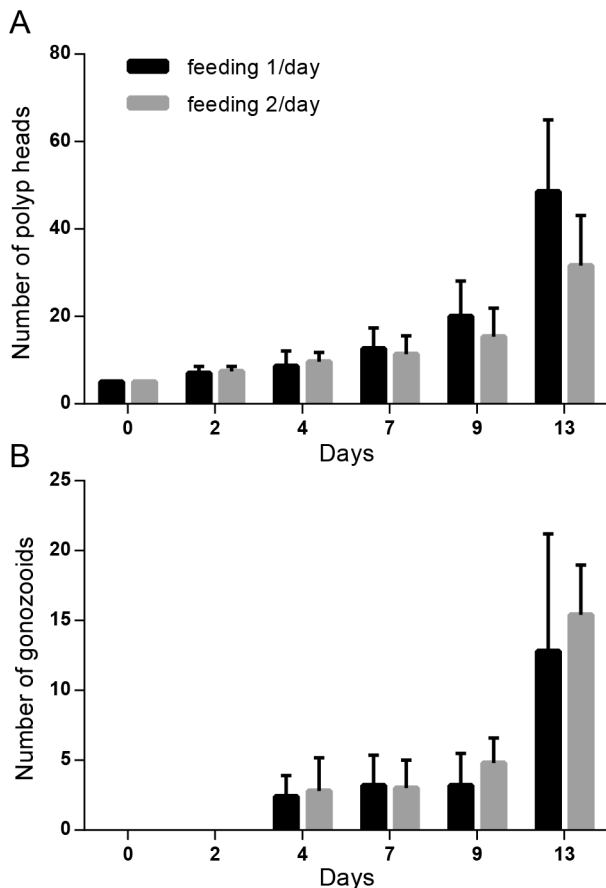 A
80
feeding 1/day
feeding 2/day
60
40
20
0
Number of polyp heads
0 2 4 7 9 13
Days
B
25
20
15
10
5
0
Number of gonozooids
0 2 4 7 9 13
Days